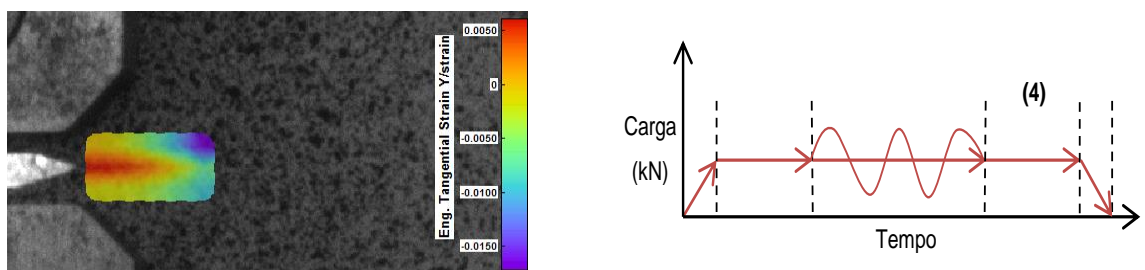 Eng. Tangential Strain Y/strain
0.0050
0
-0.0050
-0.0100
-0.0150
(4)
Carga
(kN)
Tempo